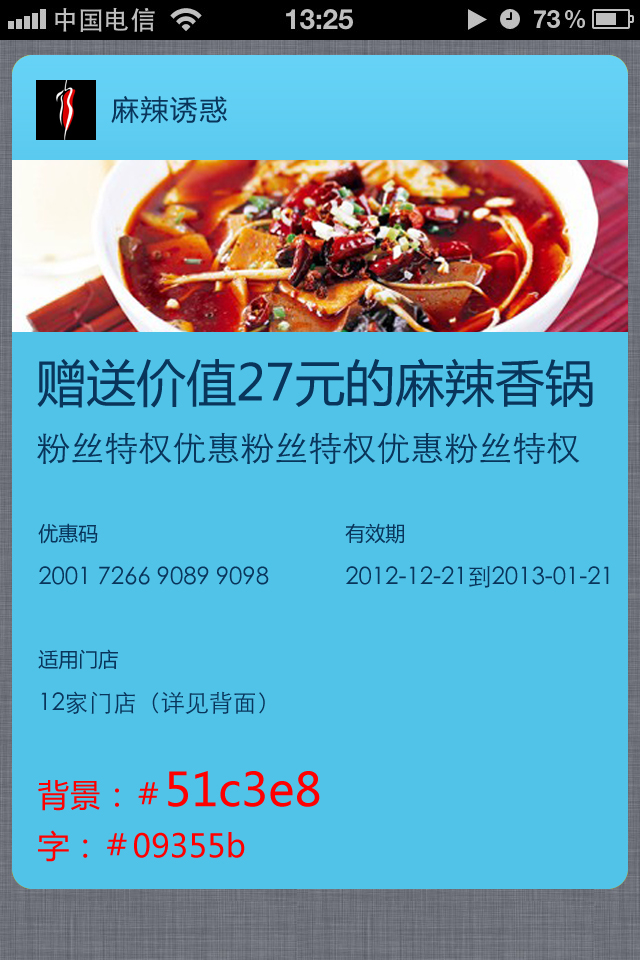 中国电信 13:25 73%
麻辣诱惑
赠送价值27元的麻辣香锅
粉丝特权优惠粉丝特权优惠粉丝特权
优惠码 有效期
2001 7266 9089 9098 2012-12-21到2013-01-21
适用门店
12家门店（详见背面）
背景：#51c3e8
字：#09355b